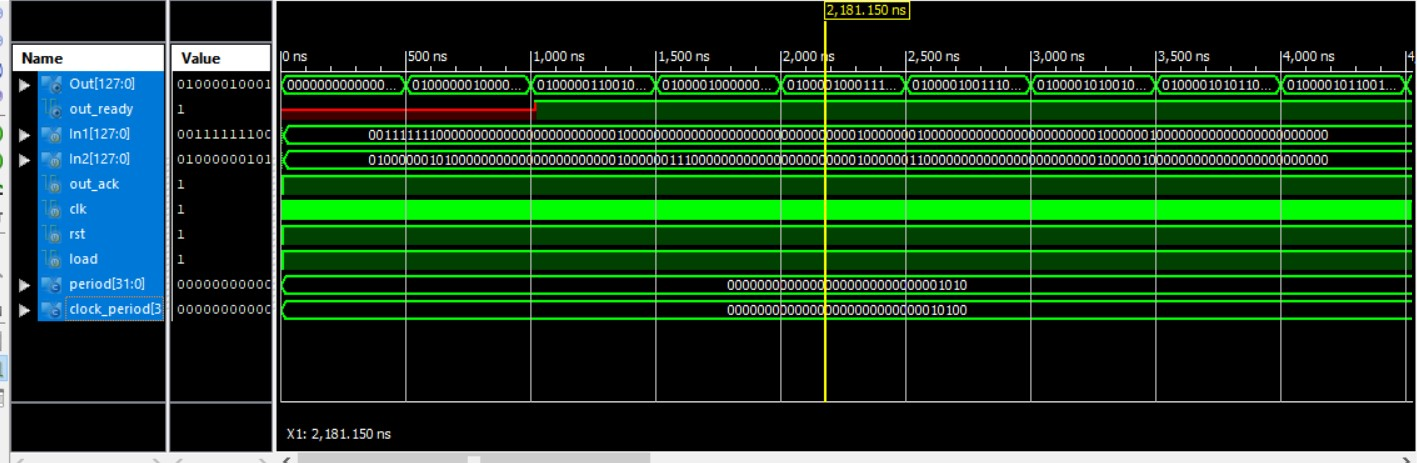 2,181.150 ns
Name Value
0 ns 500 ns 1,000 ns 1,500 ns 2,000 ns 2,500 ns 3,000 ns 3,500 ns 4,000 ns 4
Out[127:0] 01000010001 0000000000000... 0100000010000... 0100000110010... 0100001000000... 0100001000111... 0100001001110... 0100001010010... 0100001010110... 0100001011001...
out_ready 1
In1[127:0] 00111111100
In2[127:0] 01000000101
out_ack 1
clk 1
rst 1
load 1
period[31:0] 00000000000 00000000000000000000000000001010
clock_period[3 00000000000 00000000000000000000000000010100
X1: 2,181.150 ns